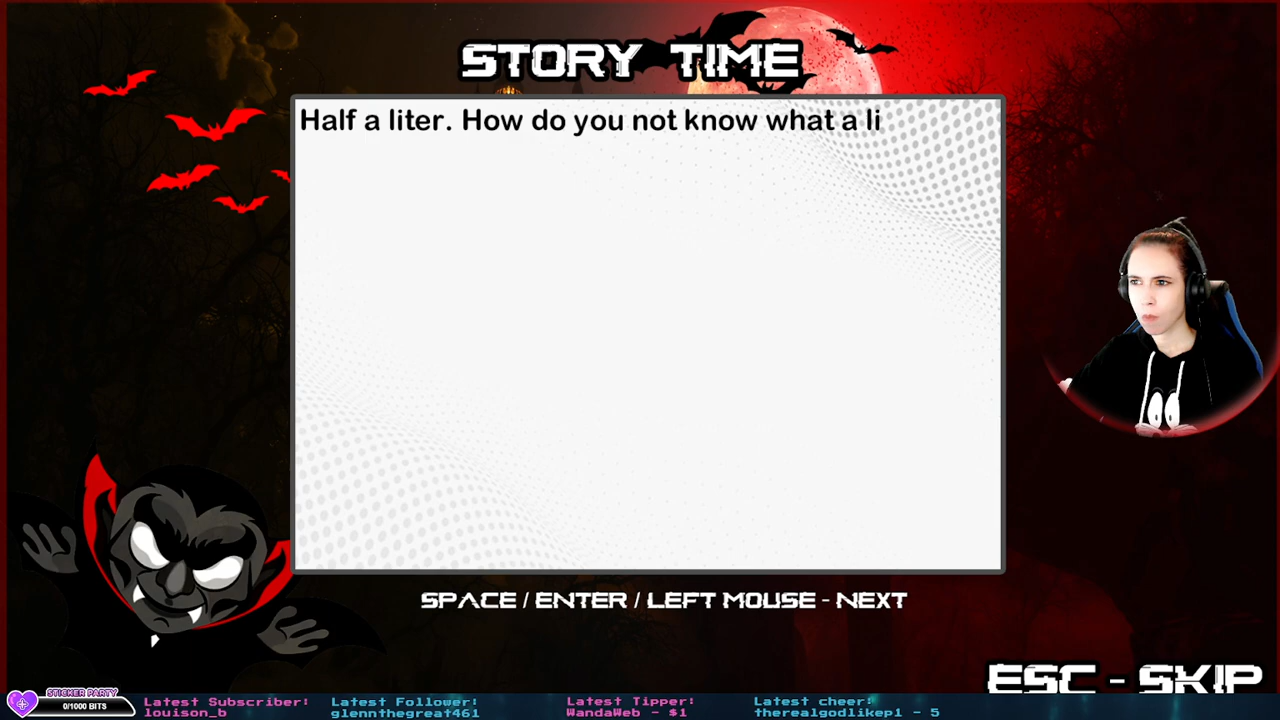 STORY TIME
Half a liter. How do you not know what a li
SPACE / ENTER / LEFT MOUSE - NEXT
ESC - SKIP
STICKER PARTY
0/1000 BITS
Latest Subscriber:
louison_b
Latest Follower:
glennthegreat461
Latest Tipper:
WandaWeb - $1
Latest cheer:
therealgodlikep1 - 5